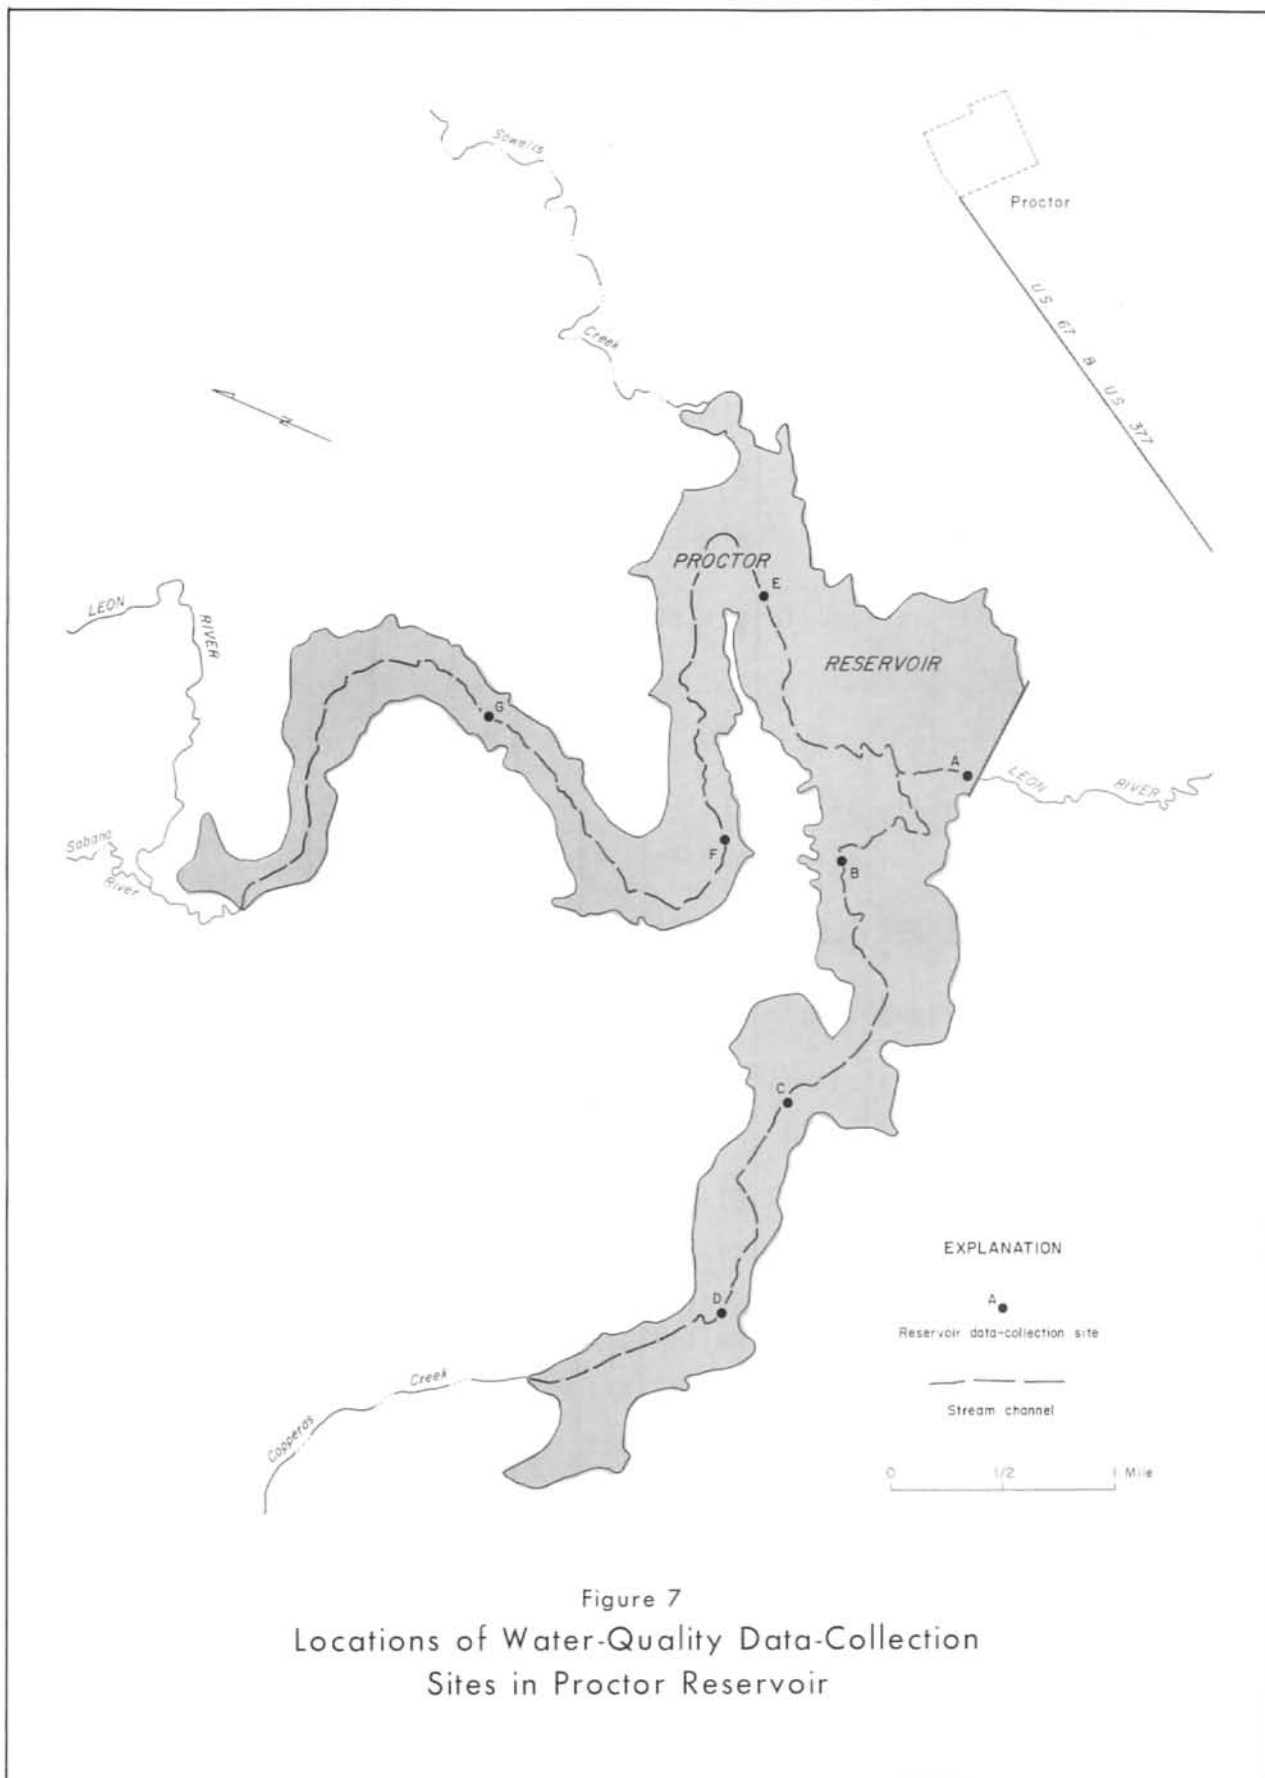 Sowells
Creek
Proctor
US 67 & US 377
N
PROCTOR
E
LEON
RIVER
RESERVOIR
G
A
LEON
RIVER
Sabana
River
F
B
C
EXPLANATION
A
D
Reservoir data-collection site
Creek
Copperas
Stream channel
0 1/2 1 Mile
Figure 7
Locations of Water-Quality Data-Collection
Sites in Proctor Reservoir